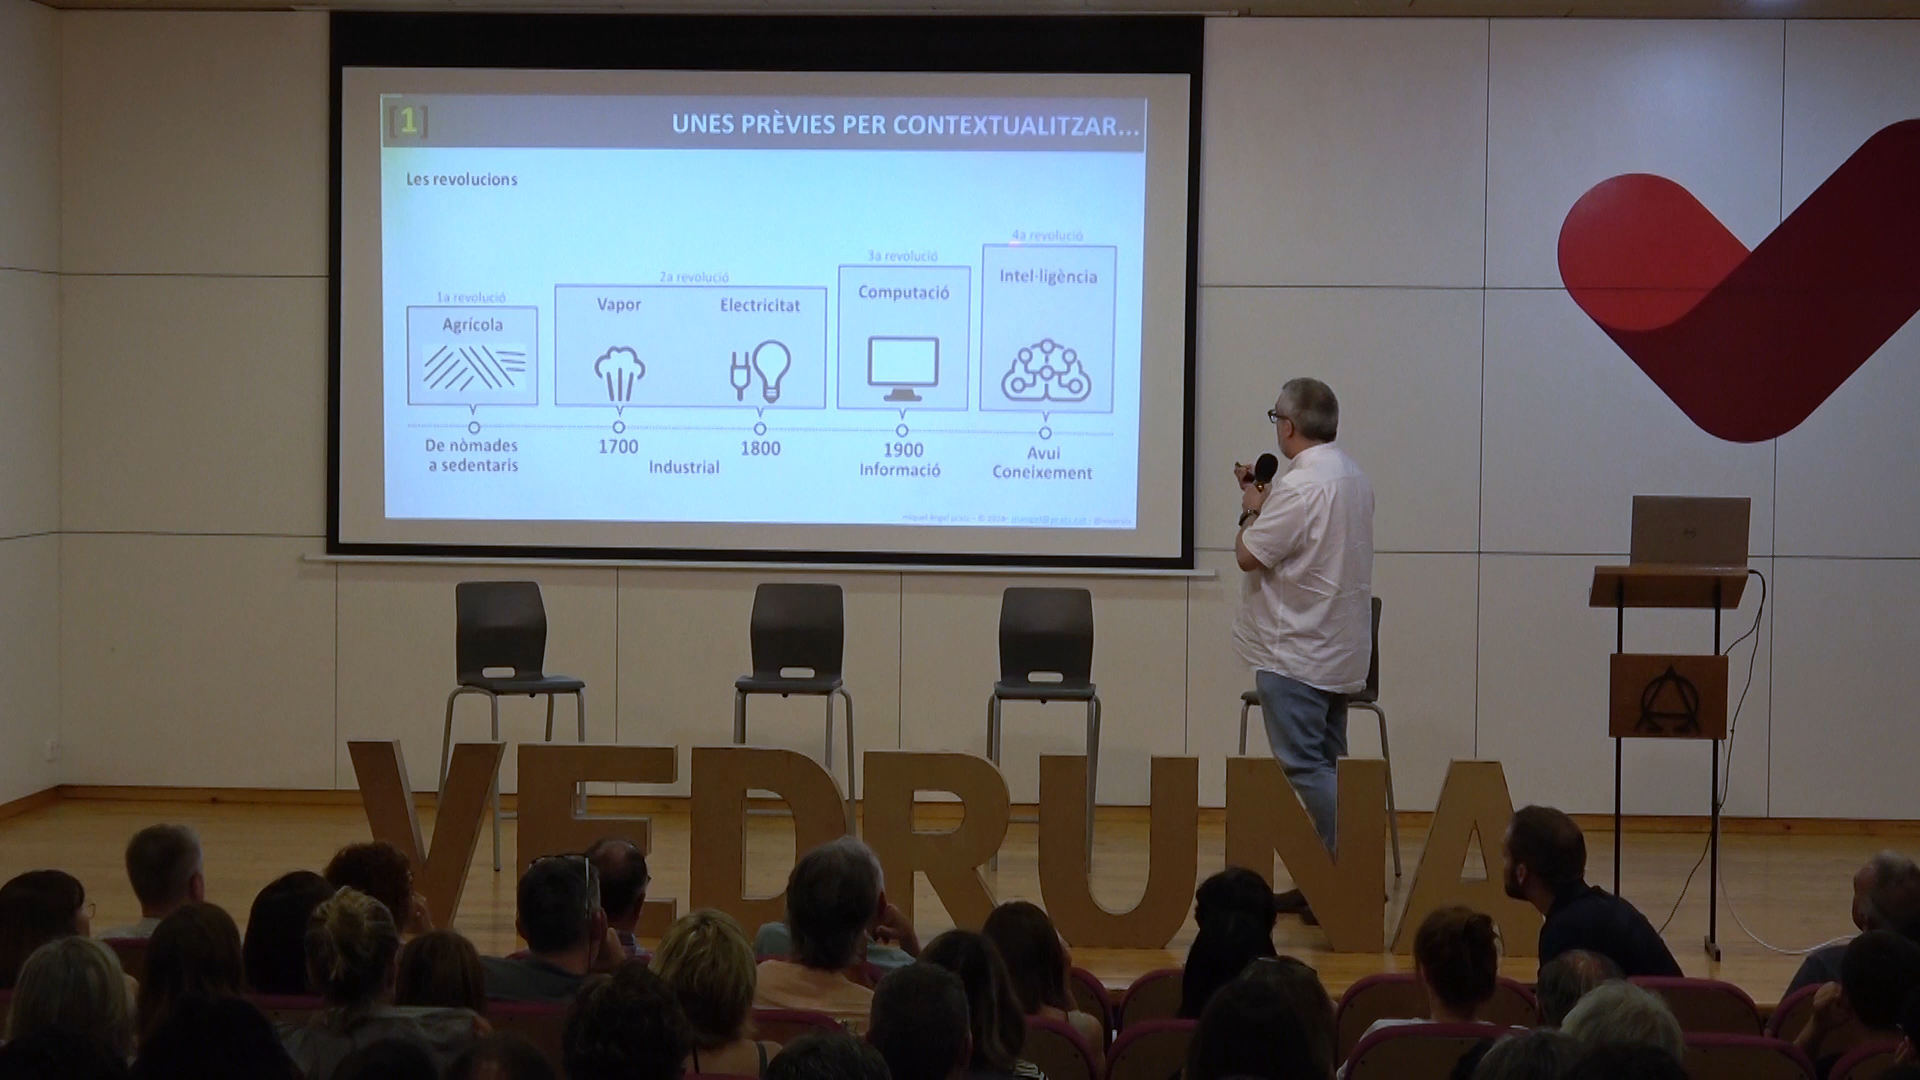 [1]
UNES PRÈVIES PER CONTEXTUALITZAR...
Les revolucions
1a revolució
Agrícola
2a revolució
Vapor
Electricitat
3a revolució
Computació
4a revolució
Intel·ligència
De nòmades
a sedentaris
1700
1800
Industrial
1900
Informació
Avui
Coneixement
VEDRUNA